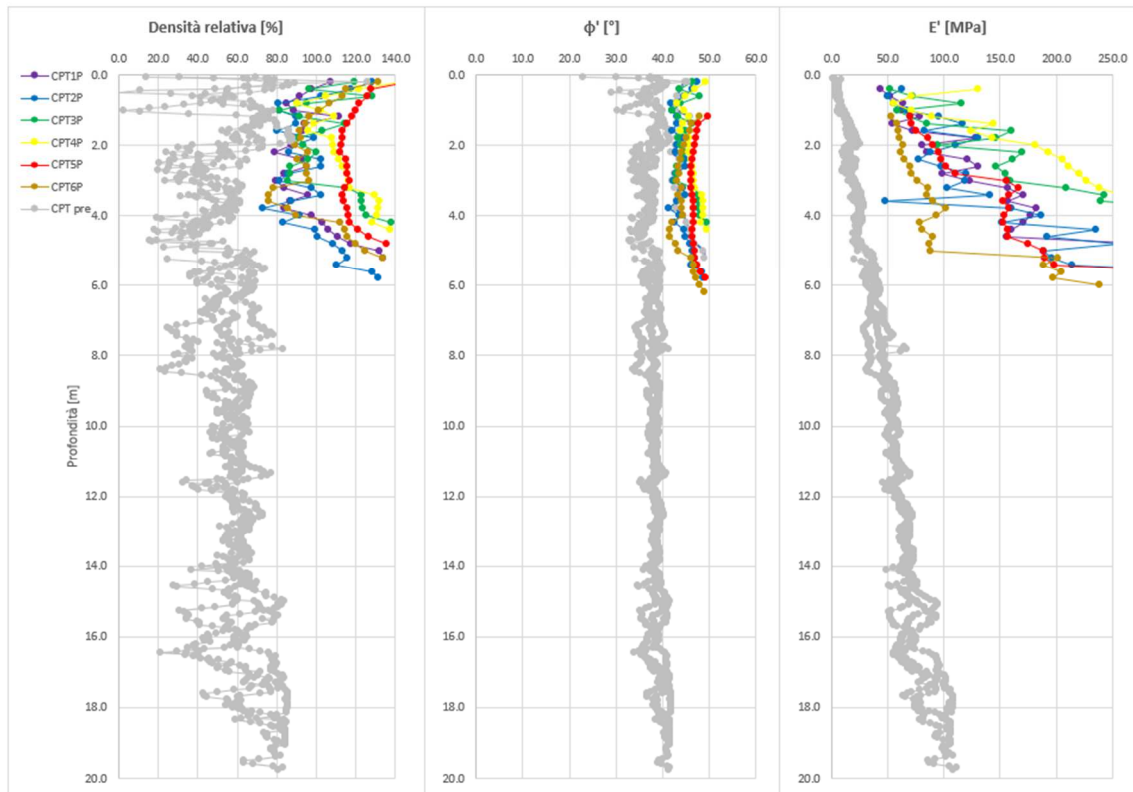 Densità relativa [%]
0.0 20.0 40.0 60.0 80.0 100.0 120.0 140.0
CPT1P
CPT2P
CPT3P
CPT4P
CPT5P
CPT6P
CPT pre
Profondità [m]
0.0
2.0
4.0
6.0
8.0
10.0
12.0
14.0
16.0
18.0
20.0
ϕ' [°]
0.0 10.0 20.0 30.0 40.0 50.0 60.0
0.0
2.0
4.0
6.0
8.0
10.0
12.0
14.0
16.0
18.0
20.0
E' [MPa]
0 50 100 150 200 250
0.0
2.0
4.0
6.0
8.0
10.0
12.0
14.0
16.0
18.0
20.0